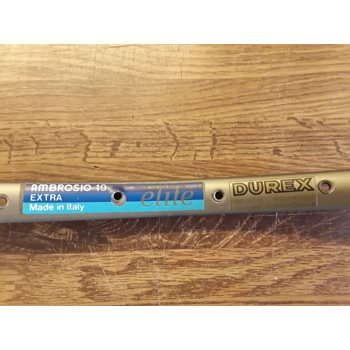 AMBROSIO 19
EXTRA
Made in Italy
elite
DUREX